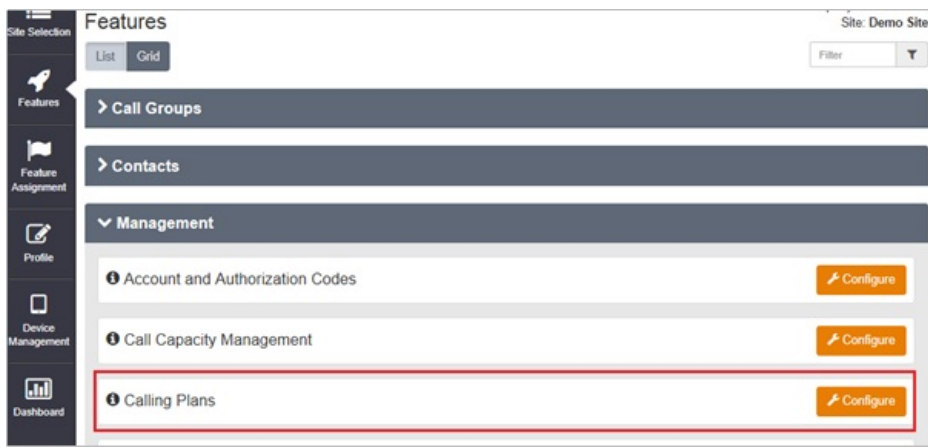 Site Selection
Features
Feature
Assignment
Profile
Device
Management
Dashboard
Features
Site: Demo Site
List
Grid
Filter
Call Groups
Contacts
Management
Account and Authorization Codes
Configure
Call Capacity Management
Configure
Calling Plans
Configure